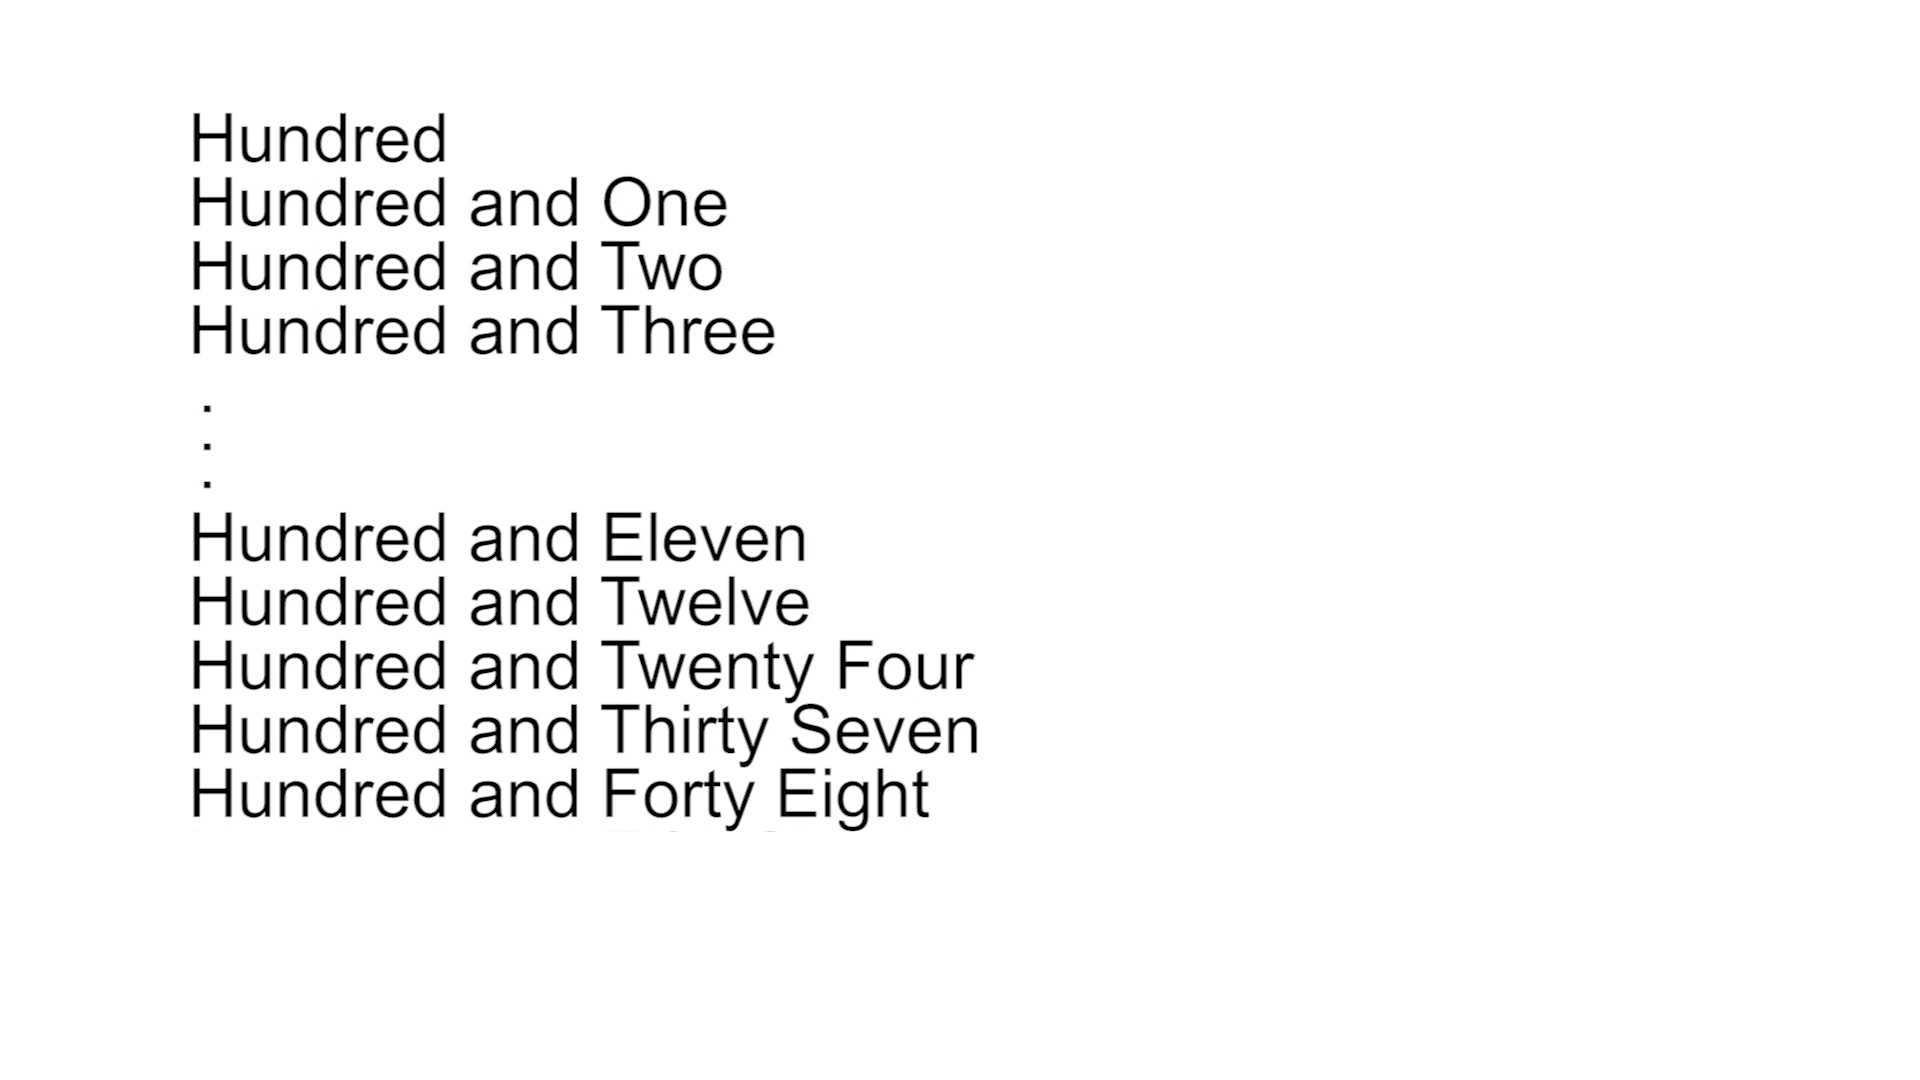 Hundred
Hundred and One
Hundred and Two
Hundred and Three
.
.
.
Hundred and Eleven
Hundred and Twelve
Hundred and Twenty Four
Hundred and Thirty Seven
Hundred and Forty Eight